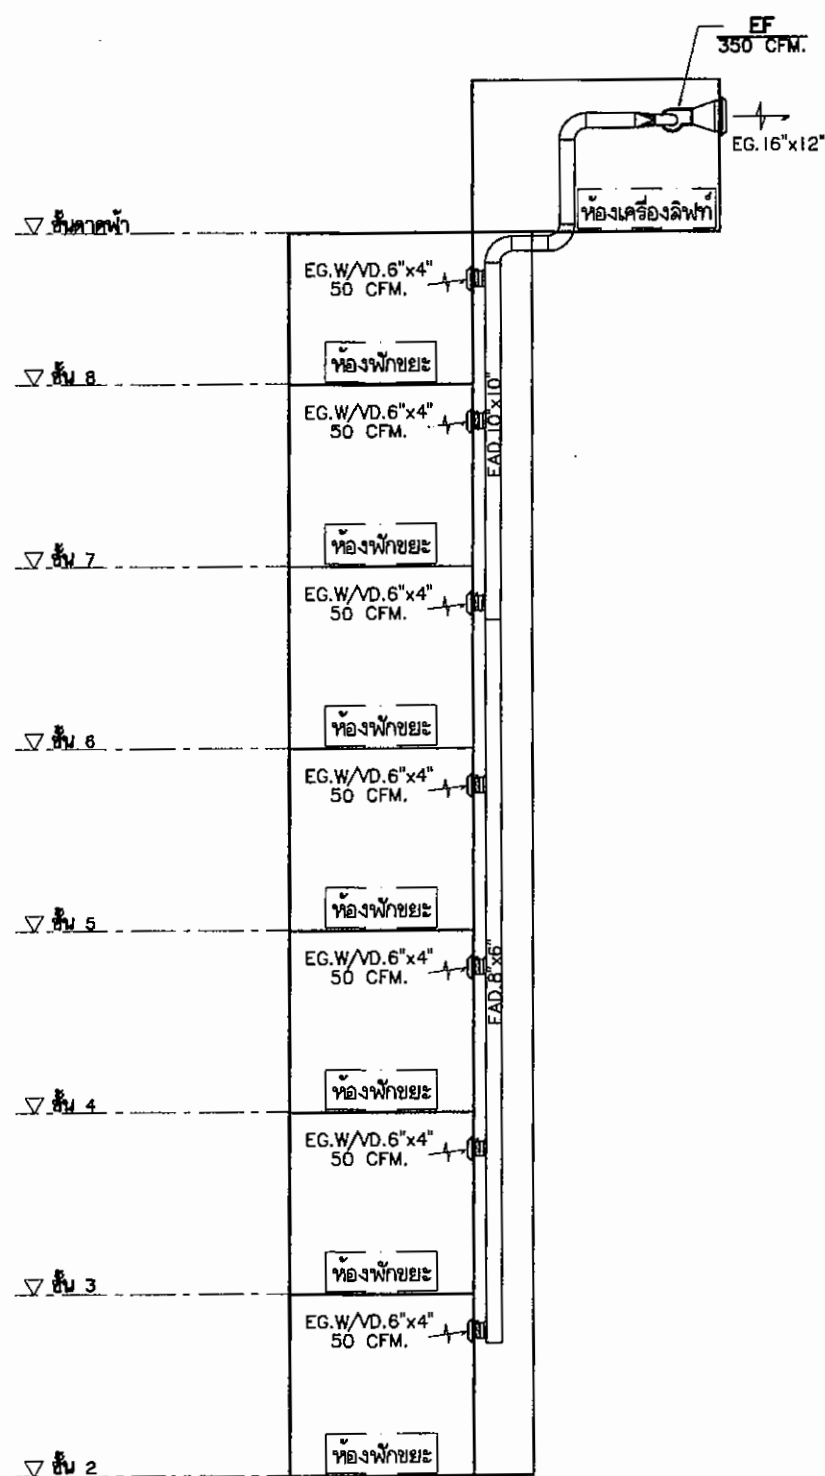 EF
350 CFM.
EG.16"x12"
ห้องเครื่องลิฟท์
ชั้นดาดฟ้า
EG.W/VD.6"x4"
50 CFM.
ห้องพักขยะ
ชั้น 8
EG.W/VD.6"x4"
50 CFM.
EAD.10"x10"
ห้องพักขยะ
ชั้น 7
EG.W/VD.6"x4"
50 CFM.
ห้องพักขยะ
ชั้น 6
EG.W/VD.6"x4"
50 CFM.
ห้องพักขยะ
ชั้น 5
EG.W/VD.6"x4"
50 CFM.
EAD.8"x6"
ห้องพักขยะ
ชั้น 4
EG.W/VD.6"x4"
50 CFM.
ห้องพักขยะ
ชั้น 3
EG.W/VD.6"x4"
50 CFM.
ห้องพักขยะ
ชั้น 2